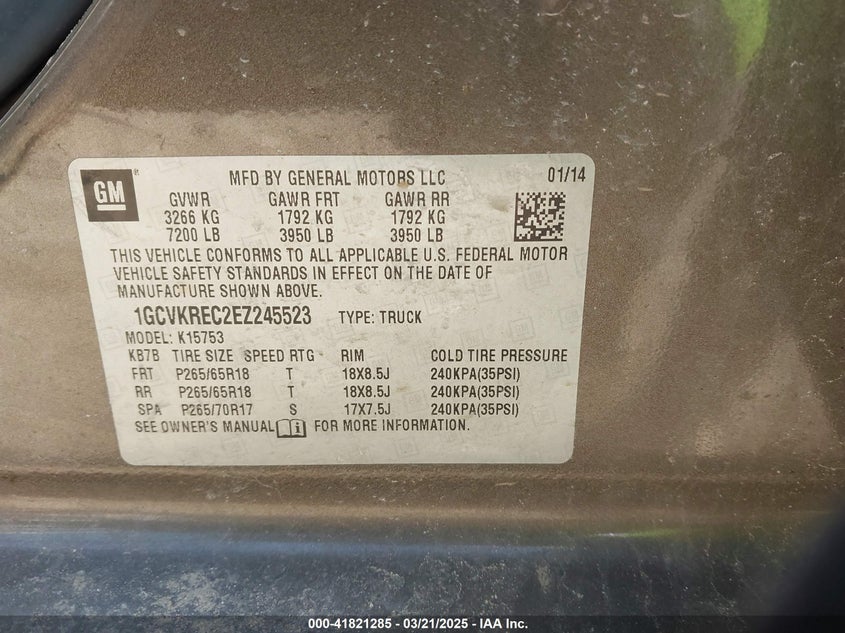 GM
MFD BY GENERAL MOTORS LLC 01/14
GVWR GAWR FRT GAWR RR
3266 KG 1792 KG 1792 KG
7200 LB 3950 LB 3950 LB
THIS VEHICLE CONFORMS TO ALL APPLICABLE U.S. FEDERAL MOTOR
VEHICLE SAFETY STANDARDS IN EFFECT ON THE DATE OF
MANUFACTURE SHOWN ABOVE.
1GCVKREC2EZ245523 TYPE: TRUCK
MODEL: K15753
KB7B TIRE SIZE SPEED RTG RIM COLD TIRE PRESSURE
FRT P265/65R18 T 18X8.5J 240KPA(35PSI)
RR P265/65R18 T 18X8.5J 240KPA(35PSI)
SPA P265/70R17 S 17X7.5J 240KPA(35PSI)
SEE OWNER'S MANUAL i FOR MORE INFORMATION.
000-41821285 - 03/21/2025 - IAA Inc.